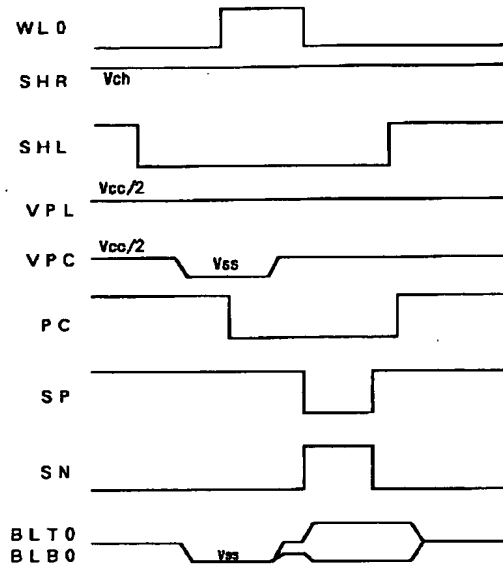 WL0
SHR
Vch
SHL
Vcc/2
VPL
Vcc/2
VPC
Vss
PC
SP
SN
BLT0
BLB0
Vss